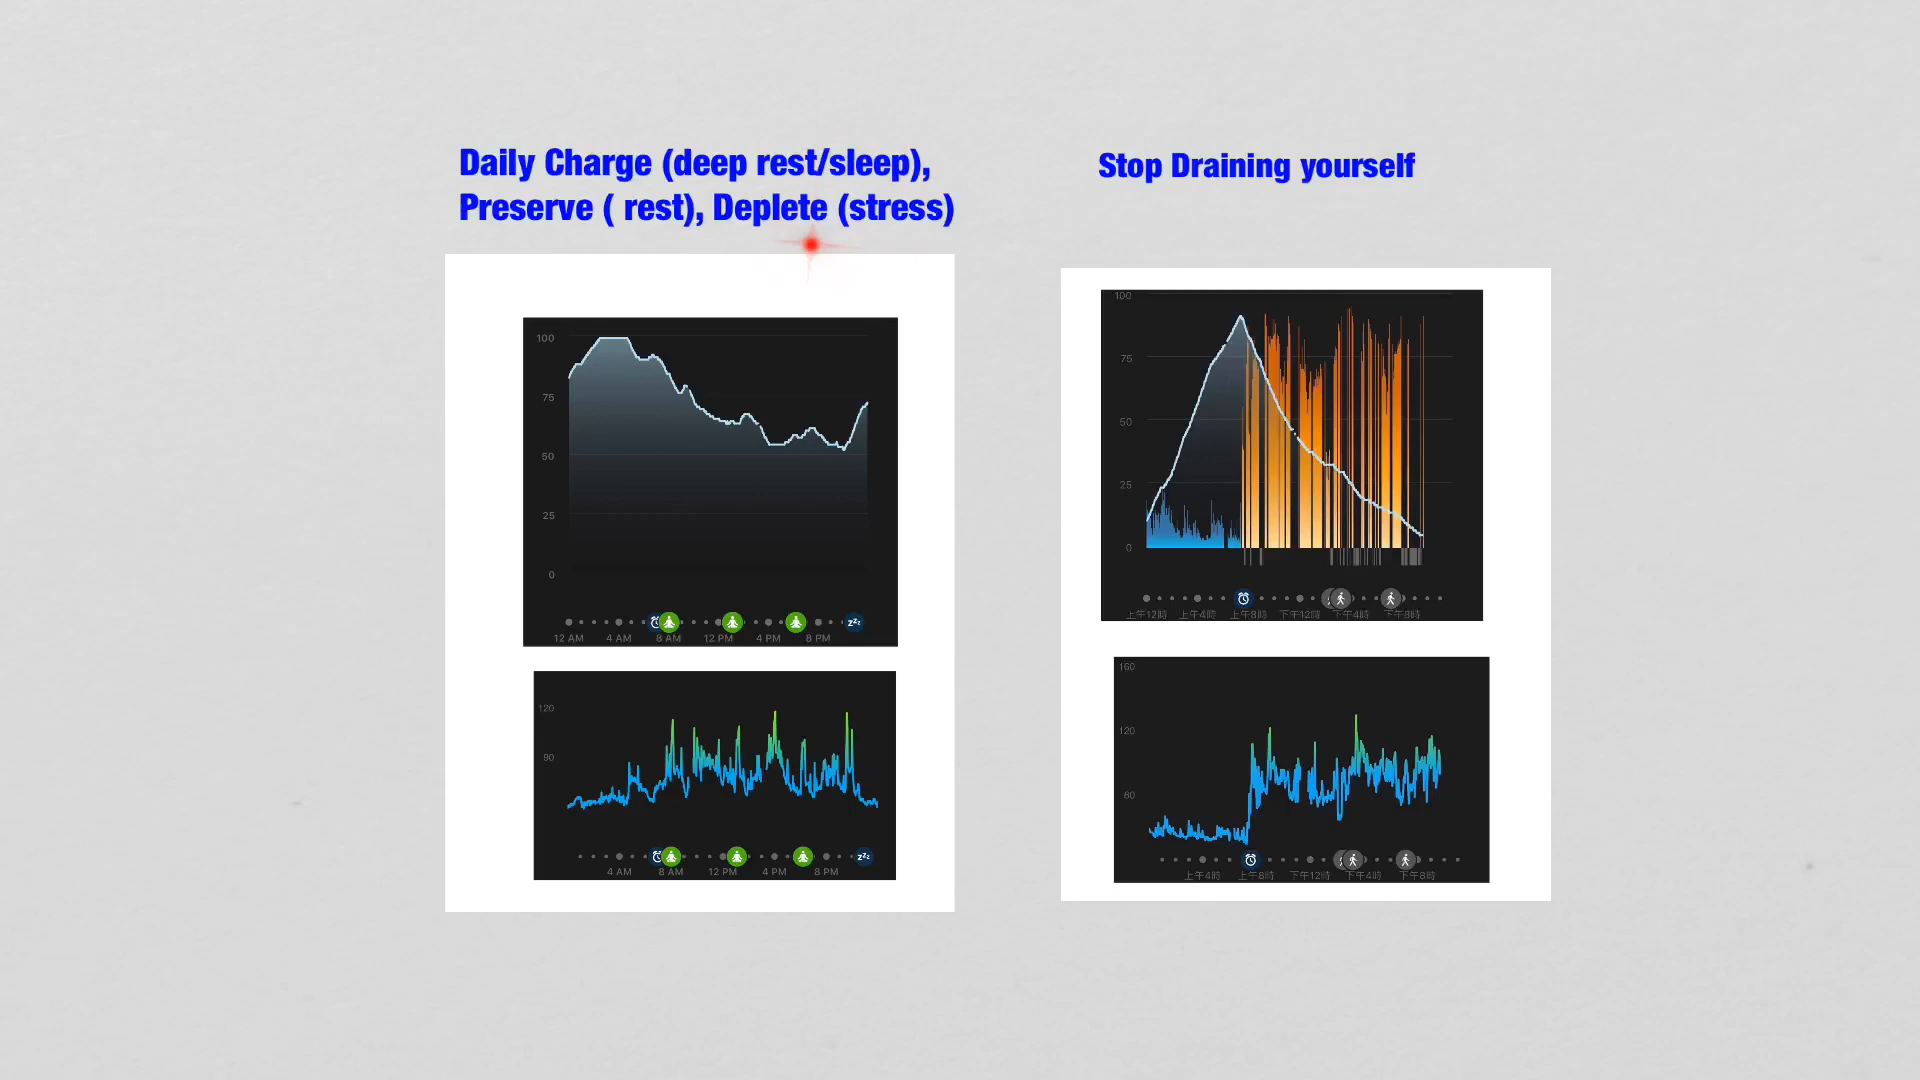 Daily Charge (deep rest/sleep),
Preserve ( rest), Deplete (stress)
100
75
50
25
0
zzz
12 AM 4 AM 8 AM 12 PM 4 PM 8 PM
120
90
zzz
4 AM 8 AM 12 PM 4 PM 8 PM
Stop Draining yourself
100
75
50
25
0
上午12時 上午4時 上午8時 下午12時 下午4時 下午8時
160
120
80
上午4時 上午8時 下午12時 下午4時 下午8時